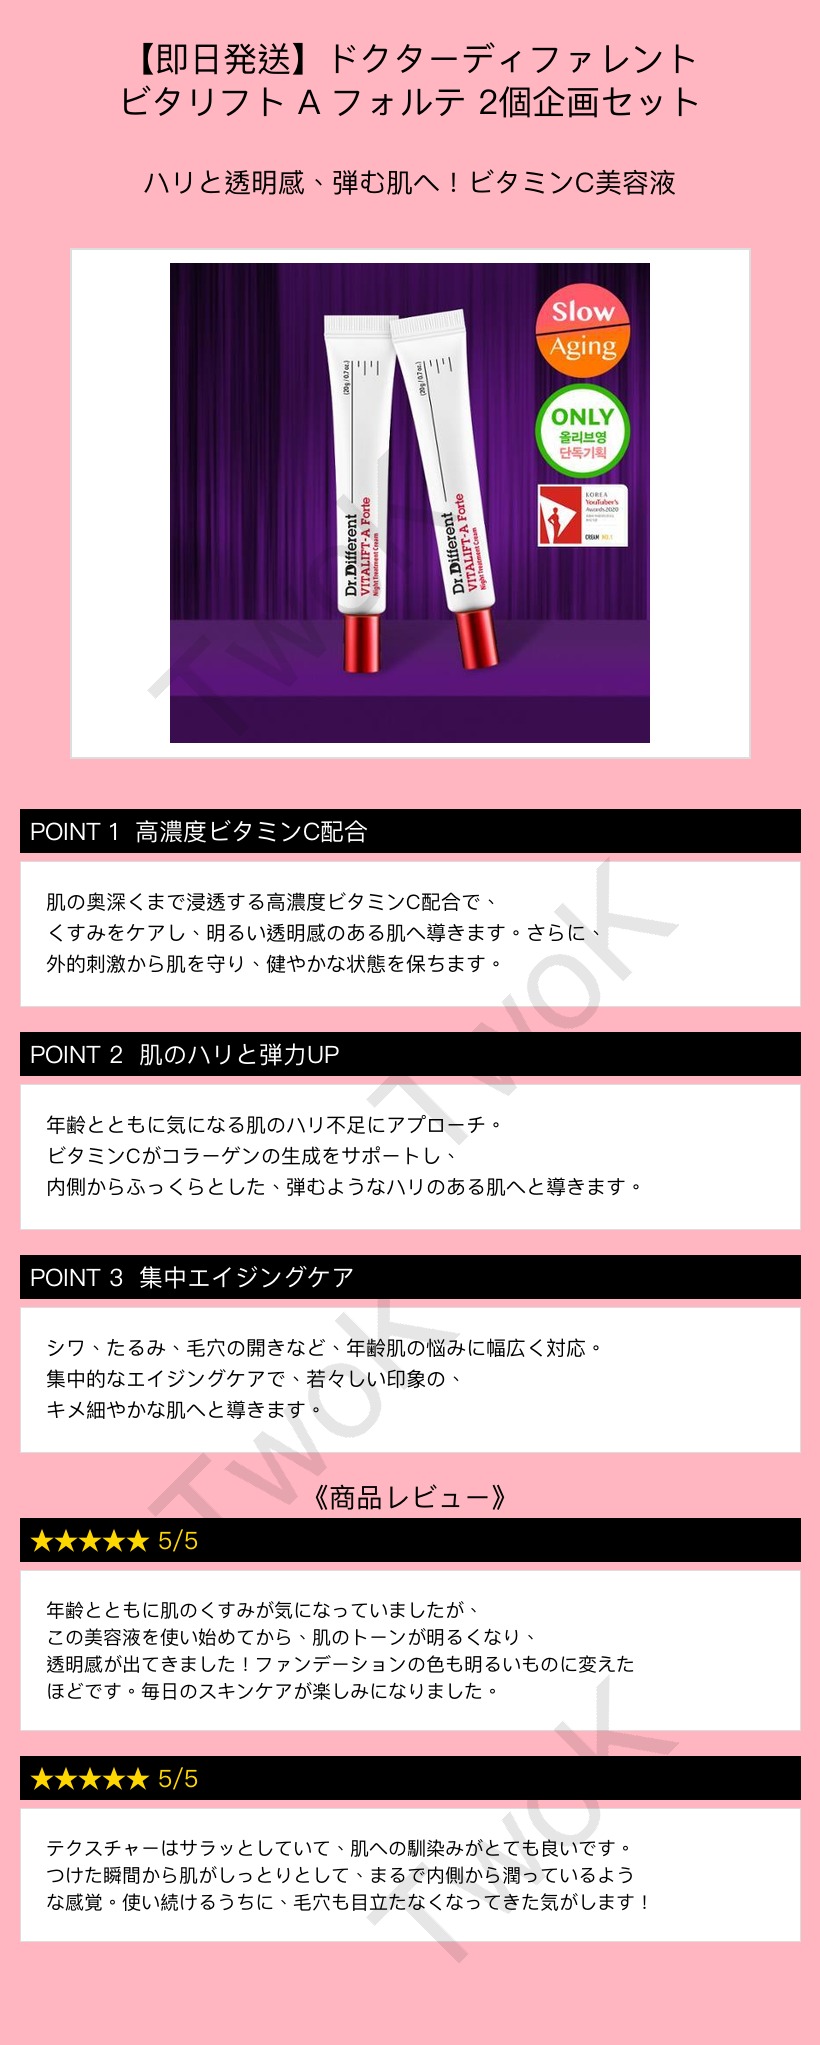 【即日発送】ドクターディファレント
ビタリフト A フォルテ 2個企画セット
ハリと透明感、弾む肌へ！ビタミンC美容液
Slow
Aging
ONLY
올리브영
단독기획
KOREA
YouTuber's
Awards 2020
CREAM NO.1
(20g / 0.7 oz.)
Dr.Different
VITALIFT-A Forte
Night Treatment Cream
(20g / 0.7 oz.)
Dr.Different
VITALIFT-A Forte
Night Treatment Cream
TwoK
POINT 1 高濃度ビタミンC配合
肌の奥深くまで浸透する高濃度ビタミンC配合で、
くすみをケアし、明るい透明感のある肌へ導きます。さらに、
外的刺激から肌を守り、健やかな状態を保ちます。
TwoK
POINT 2 肌のハリと弾力UP
年齢とともに気になる肌のハリ不足にアプローチ。
ビタミンCがコラーゲンの生成をサポートし、
内側からふっくらとした、弾むようなハリのある肌へと導きます。
POINT 3 集中エイジングケア
シワ、たるみ、毛穴の開きなど、年齢肌の悩みに幅広く対応。
集中的なエイジングケアで、若々しい印象の、
キメ細やかな肌へと導きます。
TwoK
《商品レビュー》
★★★★★ 5/5
年齢とともに肌のくすみが気になっていましたが、
この美容液を使い始めてから、肌のトーンが明るくなり、
透明感が出てきました！ファンデーションの色も明るいものに変えた
ほどです。毎日のスキンケアが楽しみになりました。
★★★★★ 5/5
テクスチャーはサラッとしていて、肌への馴染みがとても良いです。
つけた瞬間から肌がしっとりとして、まるで内側から潤っているよう
な感覚。使い続けるうちに、毛穴も目立たなくなってきた気がします！
TwoK